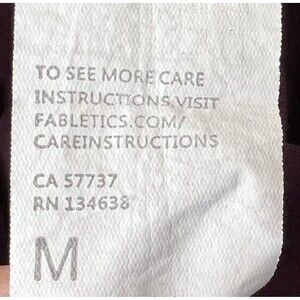 TO SEE MORE CARE
INSTRUCTIONS,VISIT
FABLETICS.COM/
CAREINSTRUCTIONS
CA 57737
RN 134638
M